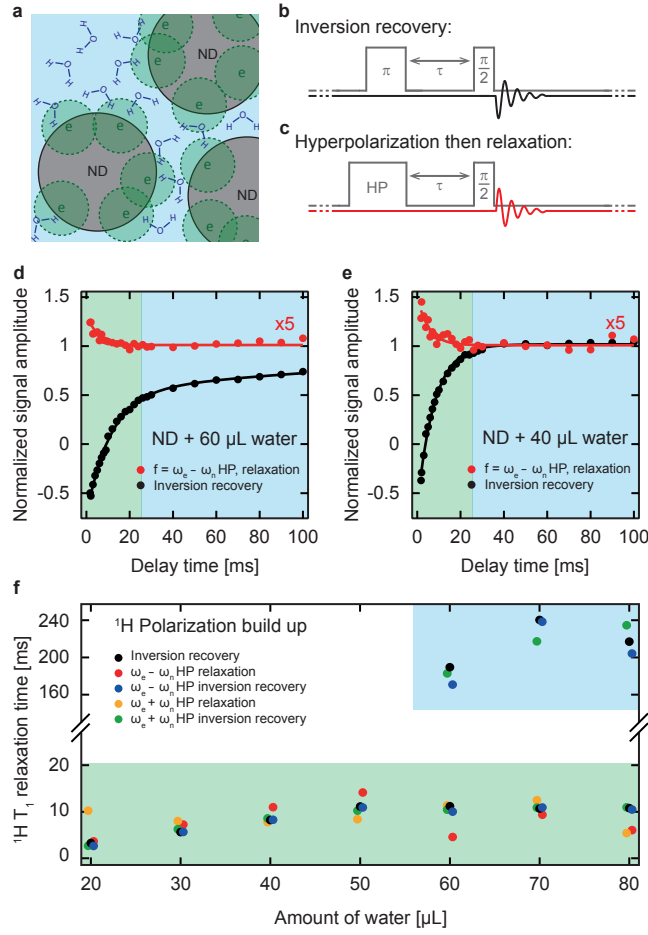 a
ND
e
e
e
e
ND
e
e
e
e
ND
e
e
e
H
O
H
b
Inversion recovery:
π
τ
π
2
c
Hyperpolarization then relaxation:
HP
τ
π
2
d
1.5
1
0.5
0
-0.5
Normalized signal amplitude
x5
ND + 60 μL water
f = ωe – ωn HP, relaxation
Inversion recovery
0 20 40 60 80 100
Delay time [ms]
e
1.5
1
0.5
0
-0.5
Normalized signal amplitude
x5
ND + 40 μL water
f = ωe – ωn HP, relaxation
Inversion recovery
0 20 40 60 80 100
Delay time [ms]
f
¹H Polarization build up
Inversion recovery
ωe – ωn HP relaxation
ωe – ωn HP inversion recovery
ωe + ωn HP relaxation
ωe + ωn HP inversion recovery
240
200
160
20
10
0
¹H T₁ relaxation time [ms]
20 30 40 50 60 70 80
Amount of water [μL]